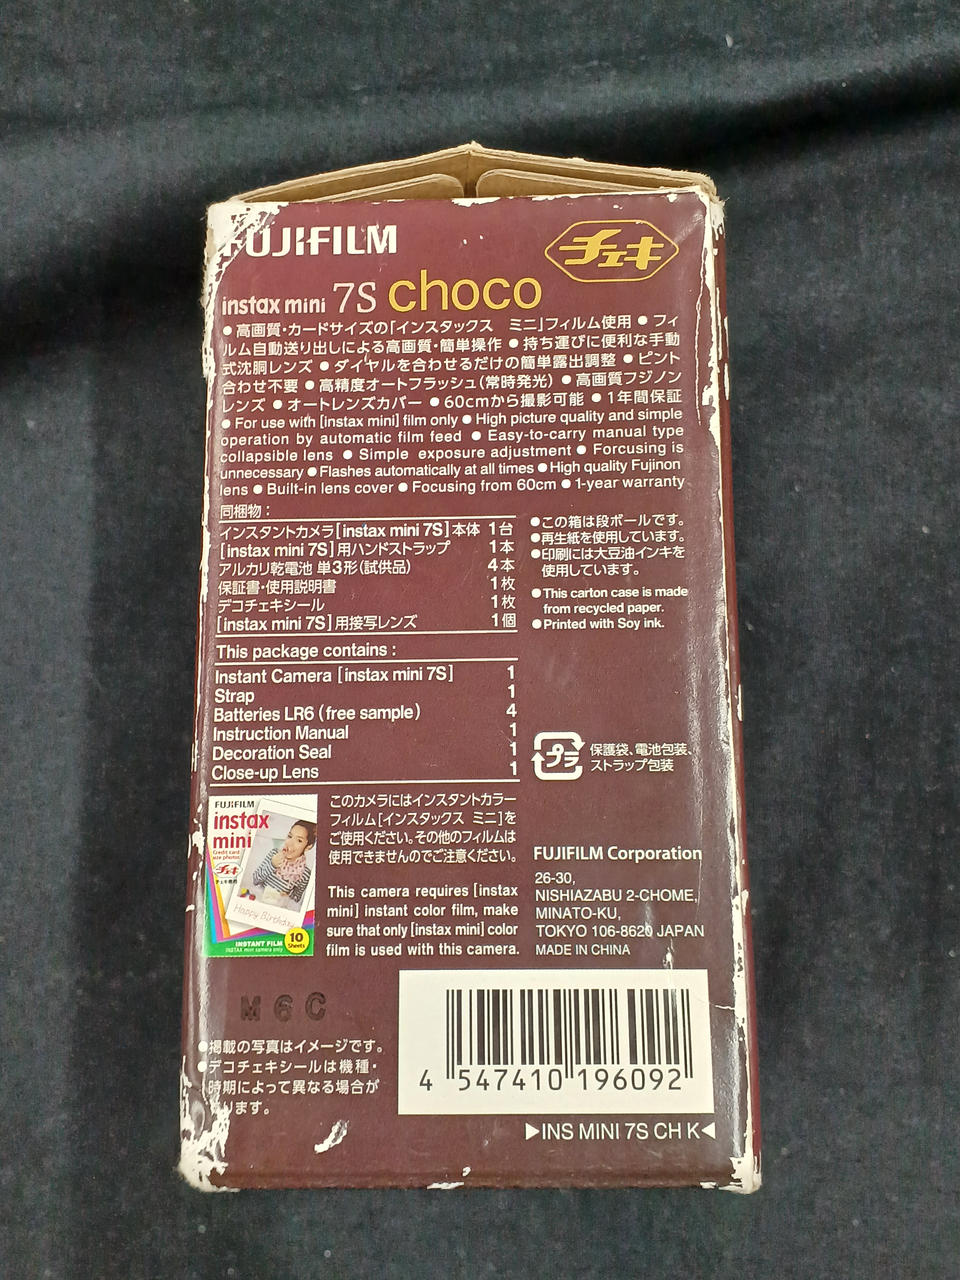 FUJIFILM
チェキ
instax mini 7S choco
●高画質・カードサイズの「インスタックス　ミニ」フィルム使用 ●フィ
ルム自動送り出しによる高画質・簡単操作 ●持ち運びに便利な手動
式沈胴レンズ ●ダイヤルを合わせるだけの簡単露出調整 ●ピント
合わせ不要 ●高精度オートフラッシュ(常時発光) ●高画質フジノン
レンズ ●オートレンズカバー ●60cmから撮影可能 ●1年間保証
●For use with [instax mini] film only ●High picture quality and simple
operation by automatic film feed ●Easy-to-carry manual type
collapsible lens ●Simple exposure adjustment ●Forcusing is
unnecessary ●Flashes automatically at all times ●High quality Fujinon
lens ●Built-in lens cover ●Focusing from 60cm ●1-year warranty
同梱物：
インスタントカメラ[instax mini 7S]本体 1台
[instax mini 7S]用ハンドストラップ 1本
アルカリ乾電池 単3形(試供品) 4本
保証書・使用説明書 1枚
デコチェキシール 1枚
[instax mini 7S]用接写レンズ 1個
●この箱は段ボールです。
●再生紙を使用しています。
●印刷には大豆油インキを
使用しています。
●This carton case is made
from recycled paper.
●Printed with Soy ink.
This package contains :
Instant Camera [instax mini 7S] 1
Strap 1
Batteries LR6 (free sample) 4
Instruction Manual 1
Decoration Seal 1
Close-up Lens 1
プラ
保護袋、電池包装、
ストラップ包装
FUJIFILM
instax
mini
Credit card
size photos
チェキ
Happy Birthday
INSTANT FILM
INSTAX mini camera only
10
Sheets
このカメラにはインスタントカラー
フィルム[インスタックス ミニ]を
ご使用ください。その他のフィルムは
使用できませんのでご注意ください。
This camera requires [instax
mini] instant color film, make
sure that only [instax mini] color
film is used with this camera.
FUJIFILM Corporation
26-30,
NISHIAZABU 2-CHOME,
MINATO-KU,
TOKYO 106-8620 JAPAN
MADE IN CHINA
M6C
●掲載の写真はイメージです。
●デコチェキシールは機種・
時期によって異なる場合が
あります。
4 547410 196092
▶INS MINI 7S CH K◀